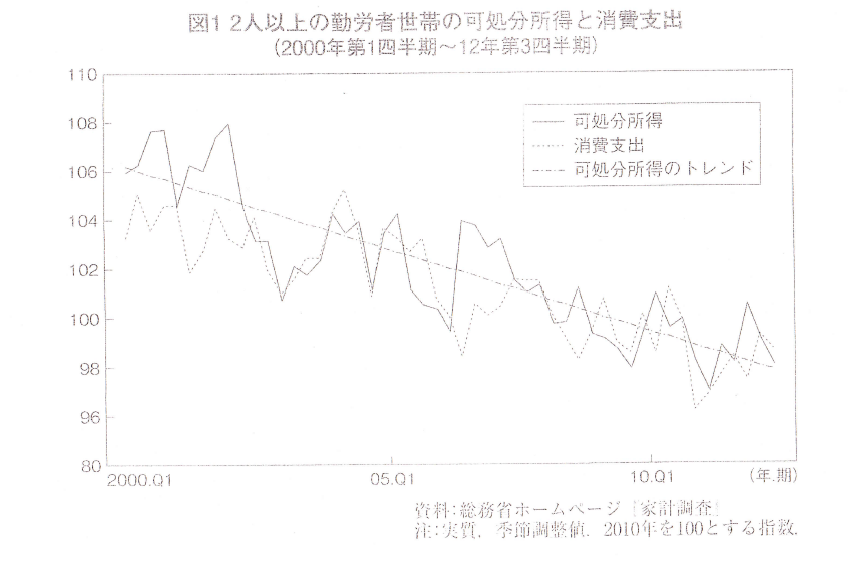 図1 2人以上の勤労者世帯の可処分所得と消費支出
(2000年第1四半期～12年第3四半期)
110
108
106
104
102
100
98
96
80
可処分所得
消費支出
可処分所得のトレンド
2000.Q1
05.Q1
10.Q1
(年.期)
資料:総務省ホームページ「家計調査」
注:実質，季節調整値．2010年を100とする指数．